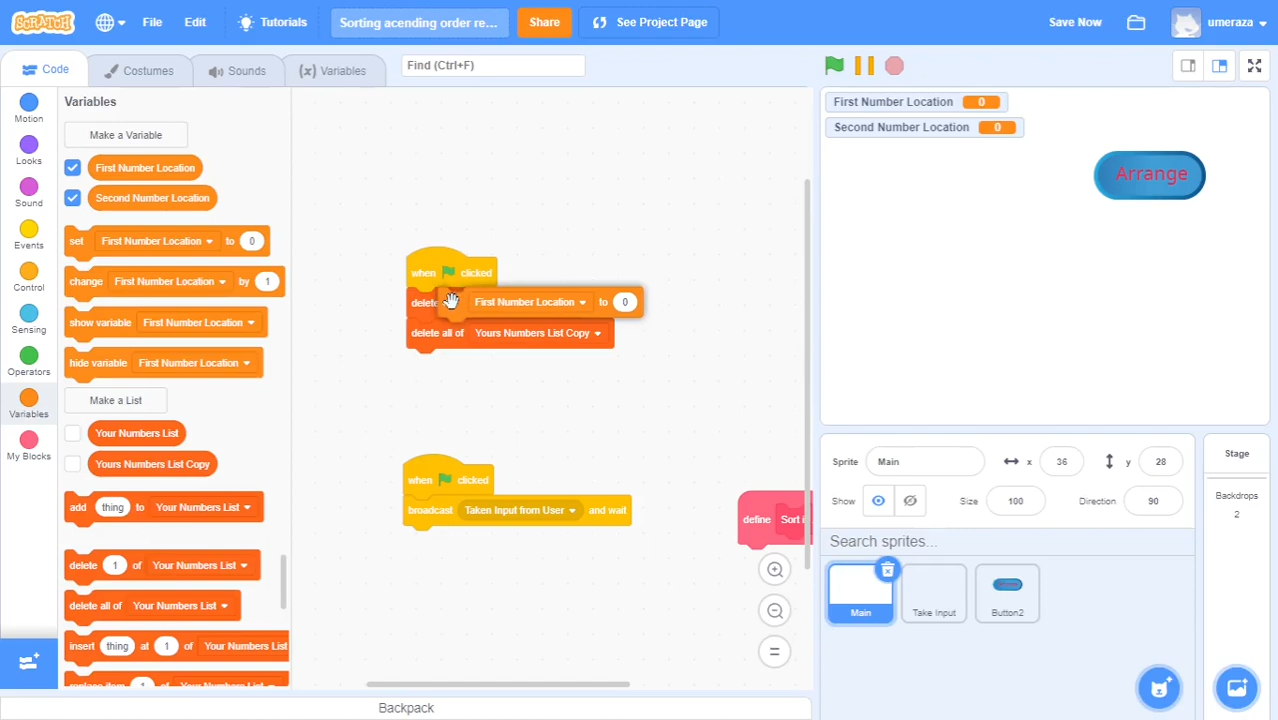 SCRATCH File Edit Tutorials Sorting acending order re... Share See Project Page Save Now umeraza
Code Costumes Sounds Variables Find (Ctrl+F)
Motion
Looks
Sound
Events
Control
Sensing
Operators
Variables
My Blocks
Variables
Make a Variable
First Number Location
Second Number Location
set First Number Location to 0
change First Number Location by 1
show variable First Number Location
hide variable First Number Location
Make a List
Your Numbers List
Yours Numbers List Copy
add thing to Your Numbers List
delete 1 of Your Numbers List
delete all of Your Numbers List
insert thing at 1 of Your Numbers List
when clicked
delete First Number Location to 0
delete all of Yours Numbers List Copy
when clicked
broadcast Taken Input from User and wait
define Sort
Backpack
First Number Location 0
Second Number Location 0
Arrange
Sprite Main x 36 y 28
Show Size 100 Direction 90
Search sprites...
Main Take Input Button2
Stage
Backdrops
2